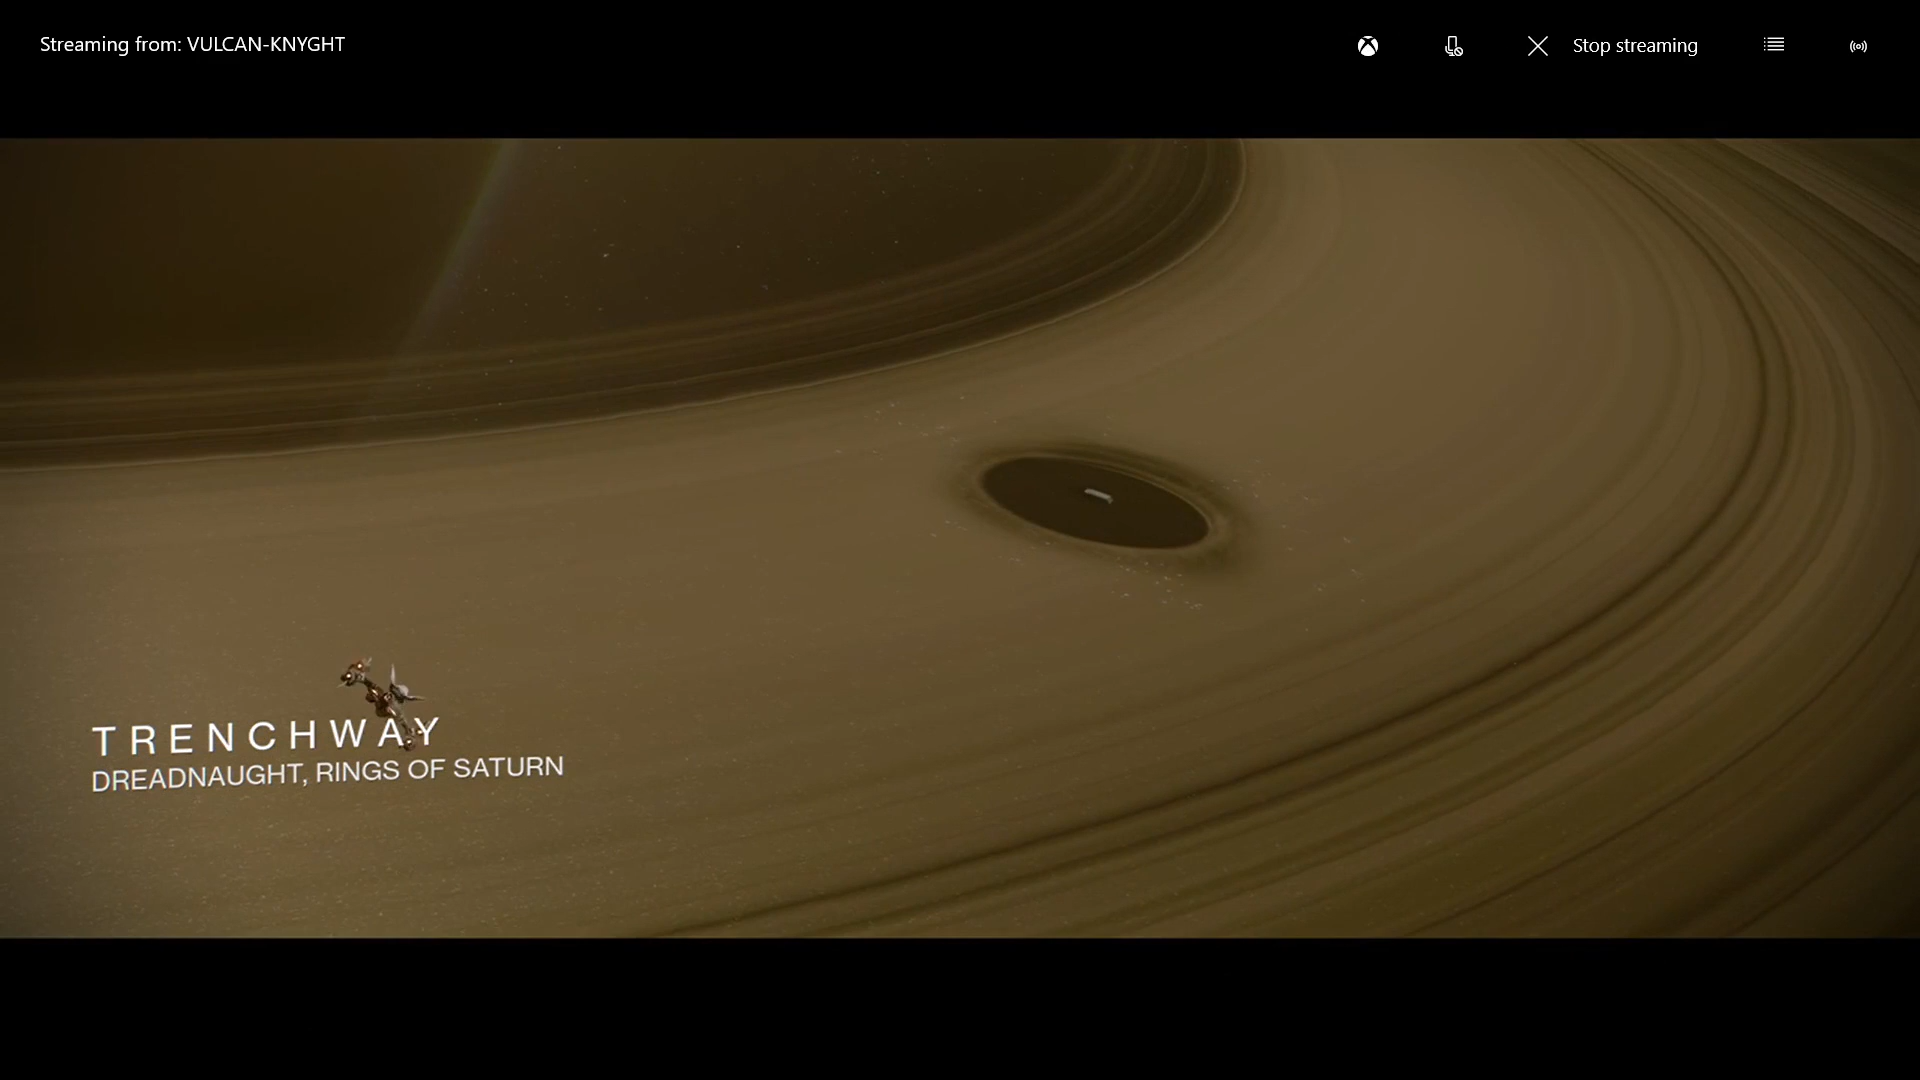 Streaming from: VULCAN-KNYGHT
Stop streaming
TRENCHWAY
DREADNAUGHT, RINGS OF SATURN